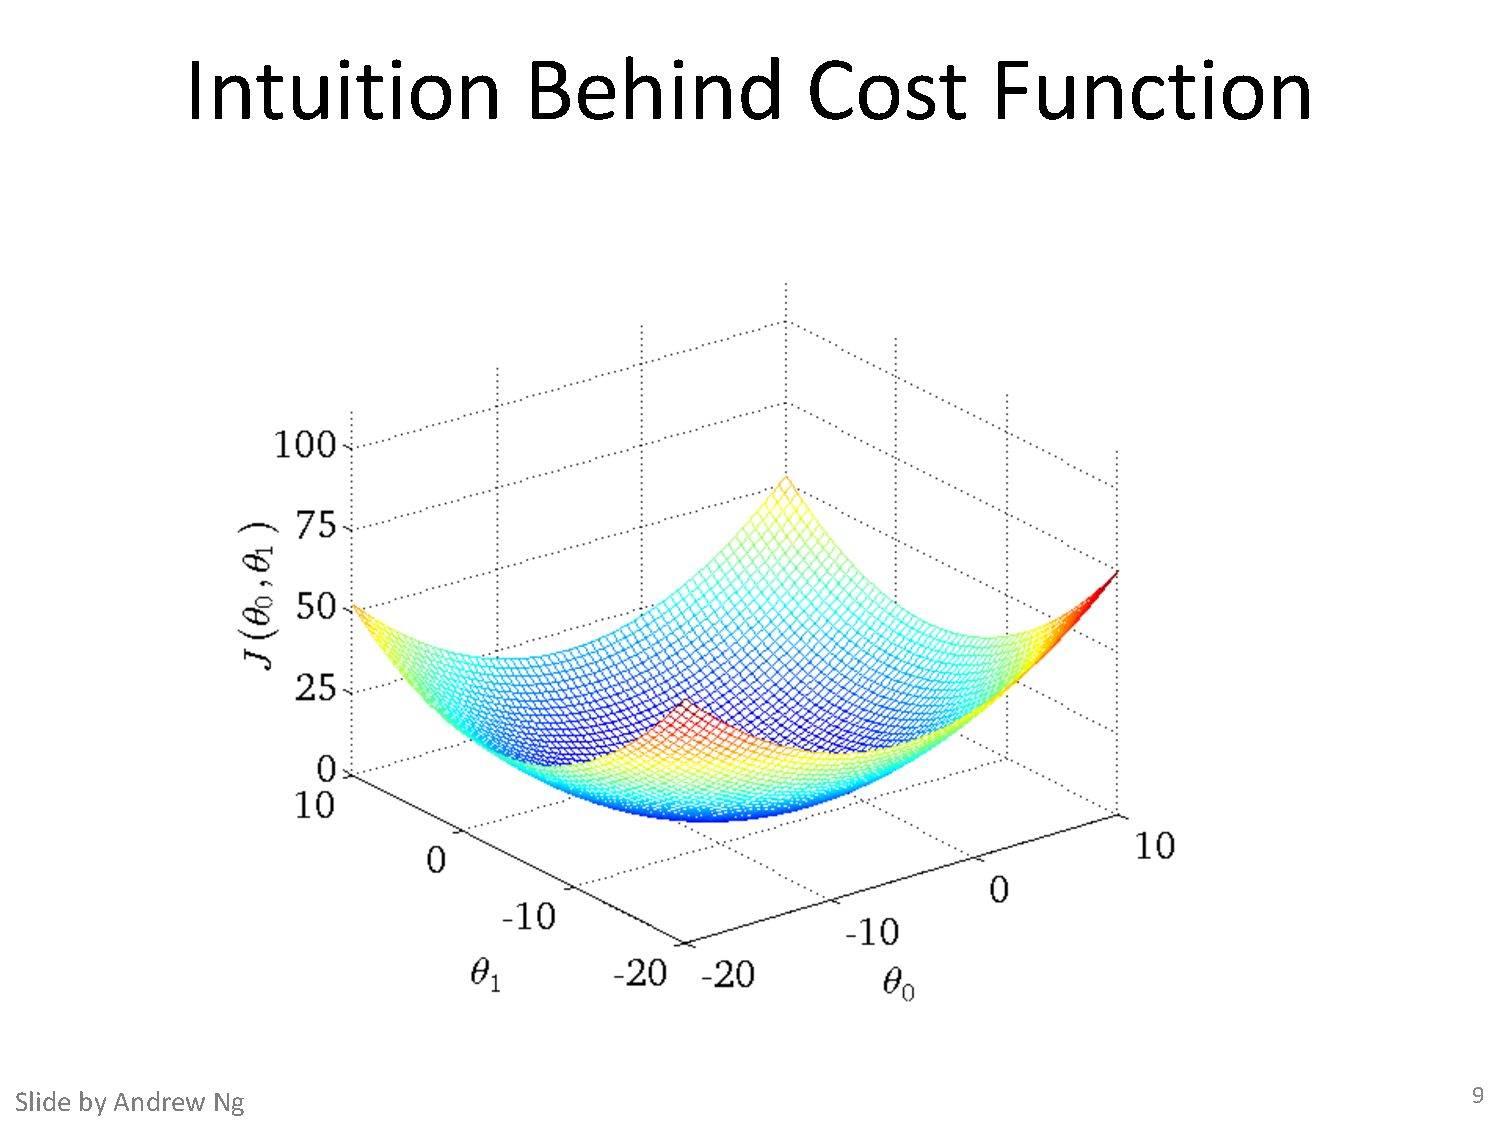 Intuition Behind Cost Function
100
75
50
25
0
J(θ₀,θ₁)
10
0
-10
-20
θ₁
-20
-10
0
10
θ₀
Slide by Andrew Ng
9